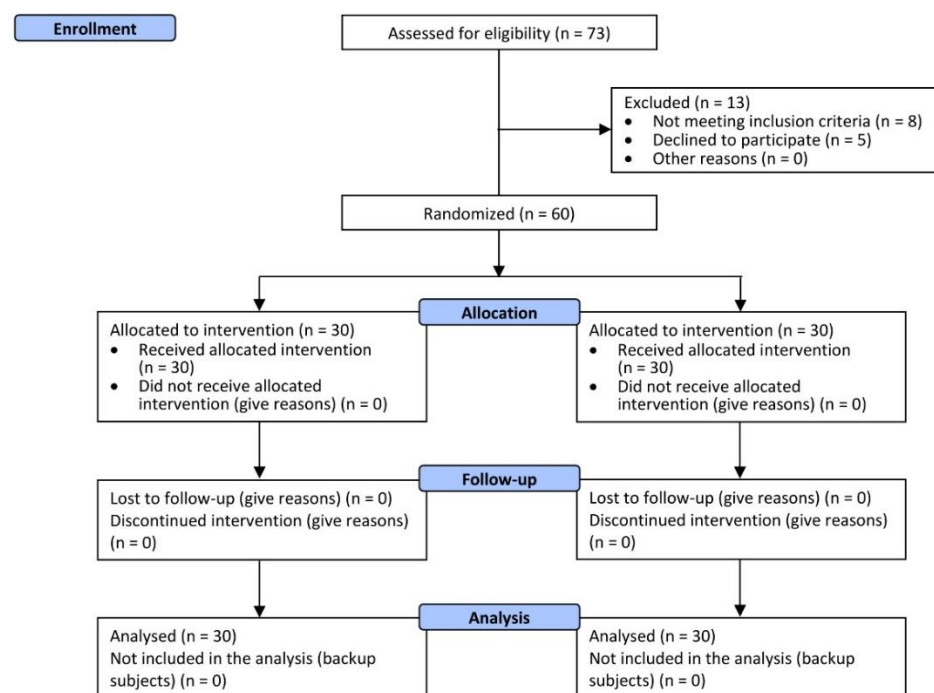 Enrollment
Assessed for eligibility (n = 73)
Excluded (n = 13)
• Not meeting inclusion criteria (n = 8)
• Declined to participate (n = 5)
• Other reasons (n = 0)
Randomized (n = 60)
Allocation
Allocated to intervention (n = 30)
• Received allocated intervention
(n = 30)
• Did not receive allocated
intervention (give reasons) (n = 0)
Allocated to intervention (n = 30)
• Received allocated intervention
(n = 30)
• Did not receive allocated
intervention (give reasons) (n = 0)
Follow-up
Lost to follow-up (give reasons) (n = 0)
Discontinued intervention (give reasons)
(n = 0)
Lost to follow-up (give reasons) (n = 0)
Discontinued intervention (give reasons)
(n = 0)
Analysis
Analysed (n = 30)
Not included in the analysis (backup
subjects) (n = 0)
Analysed (n = 30)
Not included in the analysis (backup
subjects) (n = 0)